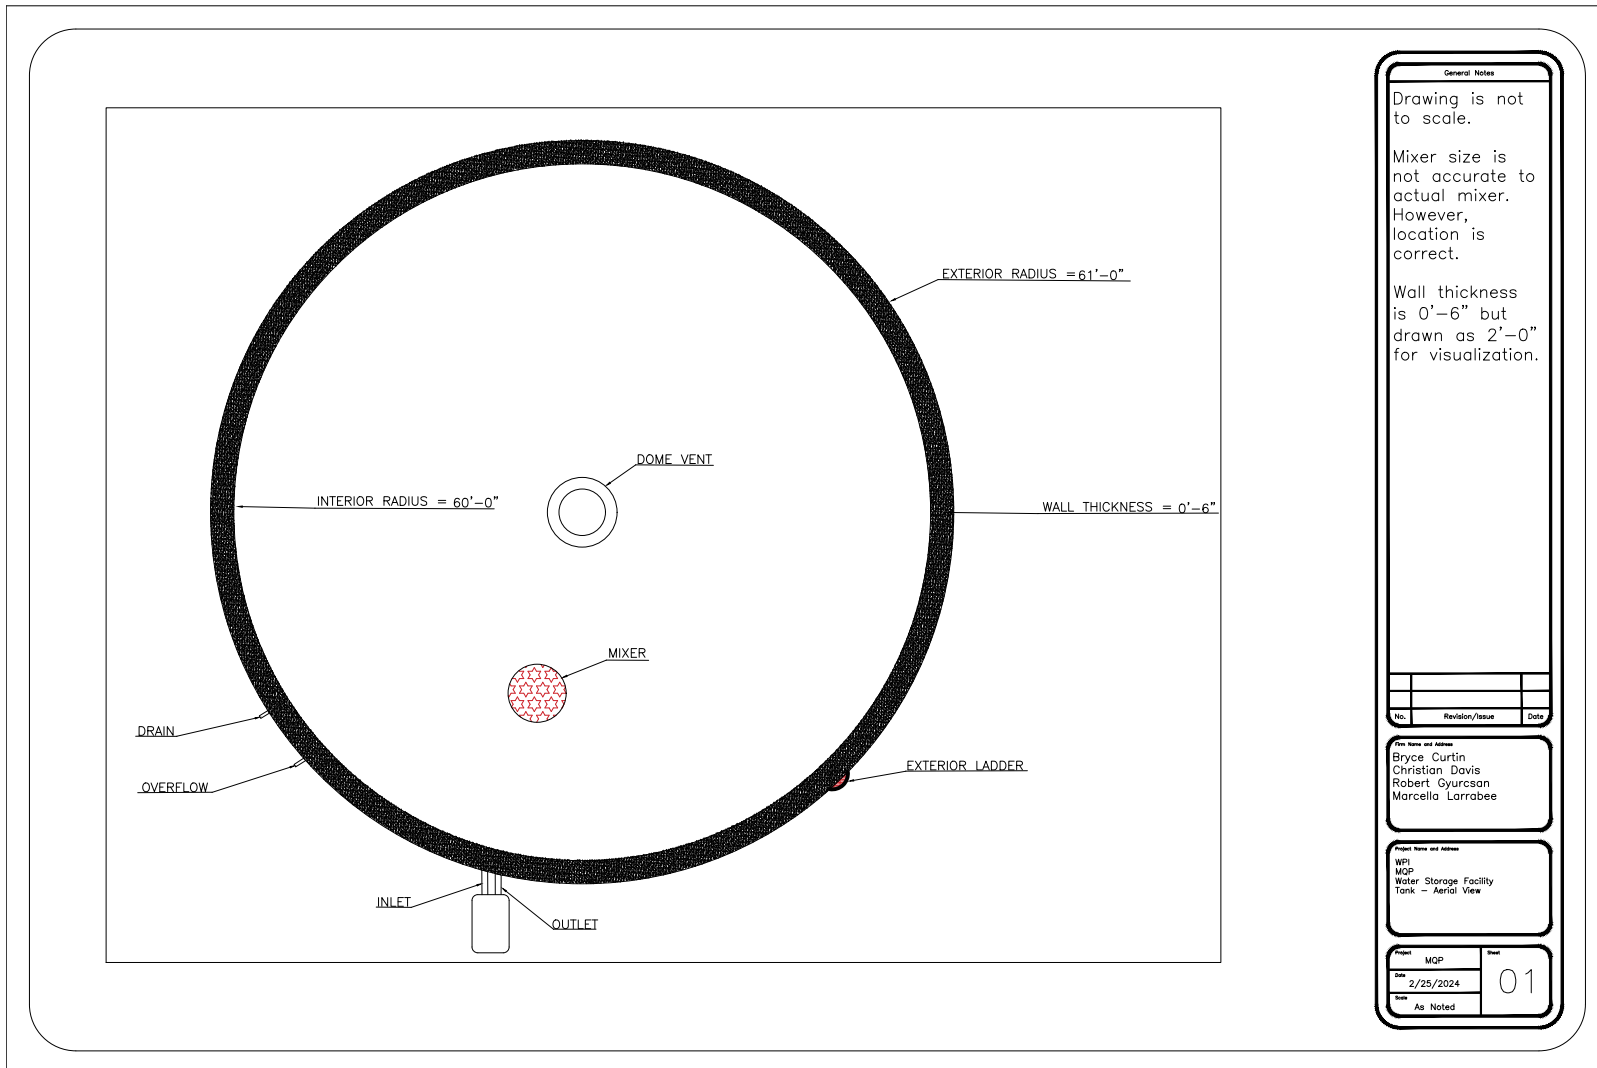 General Notes
Drawing is not
to scale.
Mixer size is
not accurate to
actual mixer.
However,
location is
correct.
Wall thickness
is 0'-6" but
drawn as 2'-0"
for visualization.
EXTERIOR RADIUS =61'-0"
DOME VENT
INTERIOR RADIUS = 60'-0"
WALL THICKNESS = 0'-6"
MIXER
DRAIN
OVERFLOW
EXTERIOR LADDER
INLET
OUTLET
No. Revision/Issue Date
Firm Name and Address
Bryce Curtin
Christian Davis
Robert Gyurcsan
Marcella Larrabee
Project Name and Address
WPI
MQP
Water Storage Facility
Tank - Aerial View
Project
MQP
Date
2/25/2024
Scale
As Noted
Sheet
01